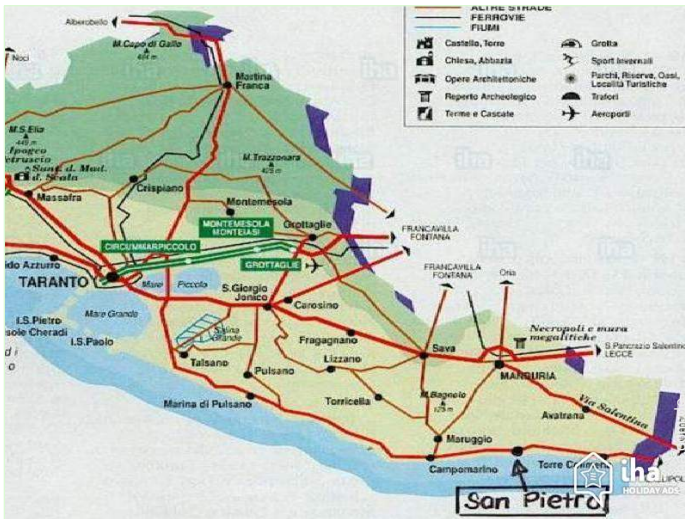 ALTRE STRADE
FERROVIE
FIUMI
Castello, Torre
Grotta
Chiesa, Abbazia
Sport Invernali
Opere Architettoniche
Parchi, Riserve, Oasi,
Località Turistiche
Reperto Archeologico
Trafori
Terme e Cascate
Aeroporti
Alberobello
Noci
M.Capo di Gallo
Martina
Franca
M.S.Elia
Ipogeo
Sant. d. Mad.
d. Scala
Massafra
Crispiano
M.Trazzonara
Montemesola
MONTEMESOLA
MONTEIASI
Grottaglie
FRANCAVILLA
FONTANA
CIRCUMMARPICCOLO
GROTTAGLIE
TARANTO
Mare Piccolo
Mare Grande
S.Giorgio
Jonico
Carosino
FRANCAVILLA
FONTANA
Oria
i.S.Pietro
i.S.Paolo
Talsano
Fragagnano
Lizzano
Sava
Necropoli e mura
megalitiche
S.Pancrazio Salentino
LECCE
MANDURIA
Pulsano
Marina di Pulsano
Torricella
M.Bagnolo
Avetrana
Via Salentina
Maruggio
Campomarino
San Pietro
iha
HOLIDAY ADS